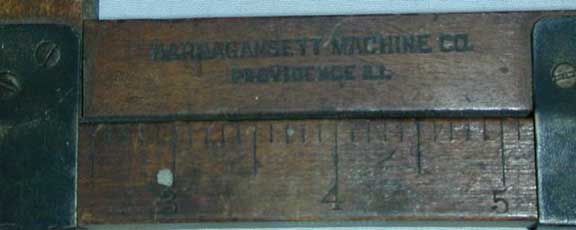 NARRAGANSETT MACHINE CO.
PROVIDENCE R.I.
3 4 5